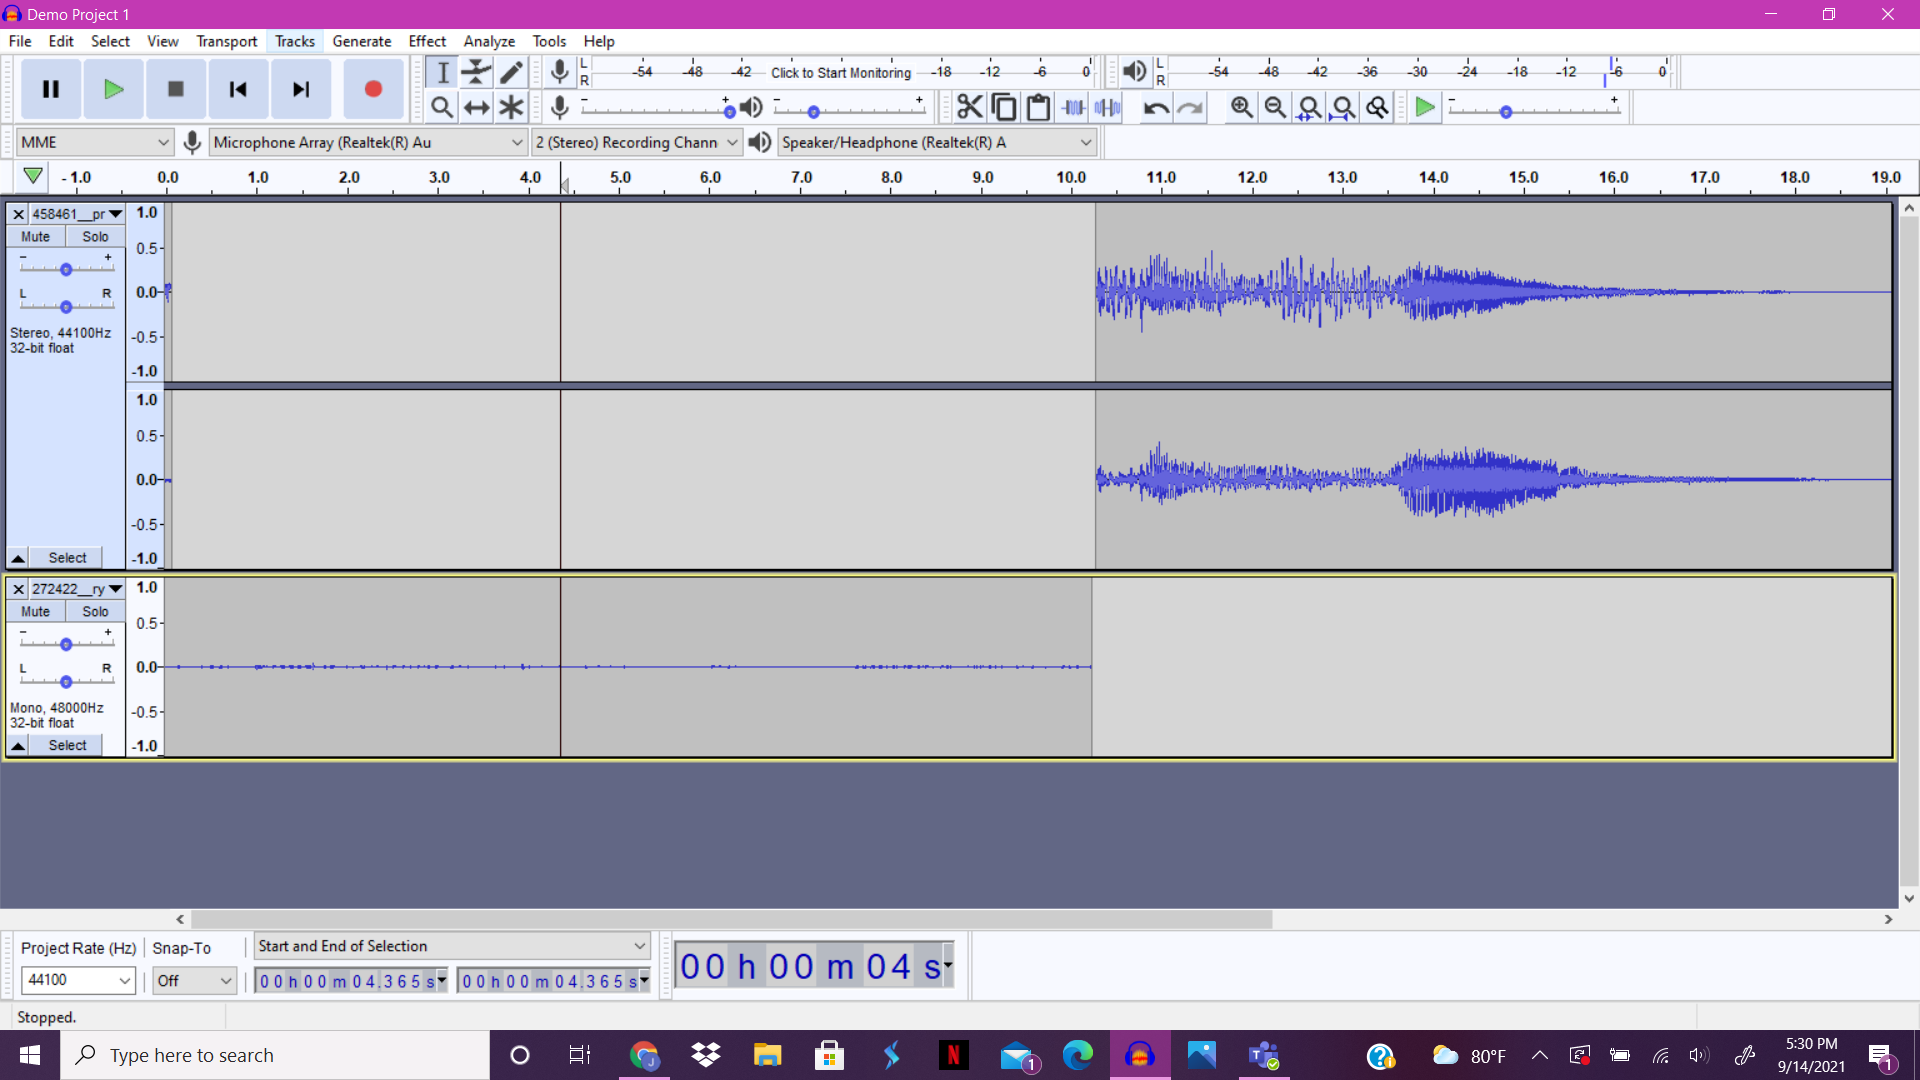 Demo Project 1
File Edit Select View Transport Tracks Generate Effect Analyze Tools Help
L R -54 -48 -42 Click to Start Monitoring -18 -12 -6 0 L R -54 -48 -42 -36 -30 -24 -18 -12 -6 0
- + - + - +
MME Microphone Array (Realtek(R) Au 2 (Stereo) Recording Chann Speaker/Headphone (Realtek(R) A
-1.0 0.0 1.0 2.0 3.0 4.0 5.0 6.0 7.0 8.0 9.0 10.0 11.0 12.0 13.0 14.0 15.0 16.0 17.0 18.0 19.0
458461__pr 1.0
Mute Solo
0.5
- +
L R 0.0
Stereo, 44100Hz -0.5
32-bit float
-1.0
1.0
0.5
0.0
-0.5
Select -1.0
272422__ry 1.0
Mute Solo 0.5
- +
L R 0.0
Mono, 48000Hz -0.5
32-bit float
Select -1.0
Project Rate (Hz) Snap-To Start and End of Selection
44100 Off 00 h 00 m 04.365 s 00 h 00 m 04.365 s 00 h 00 m 04 s
Stopped.
Type here to search N 1 T 80°F 5:30 PM
9/14/2021 1